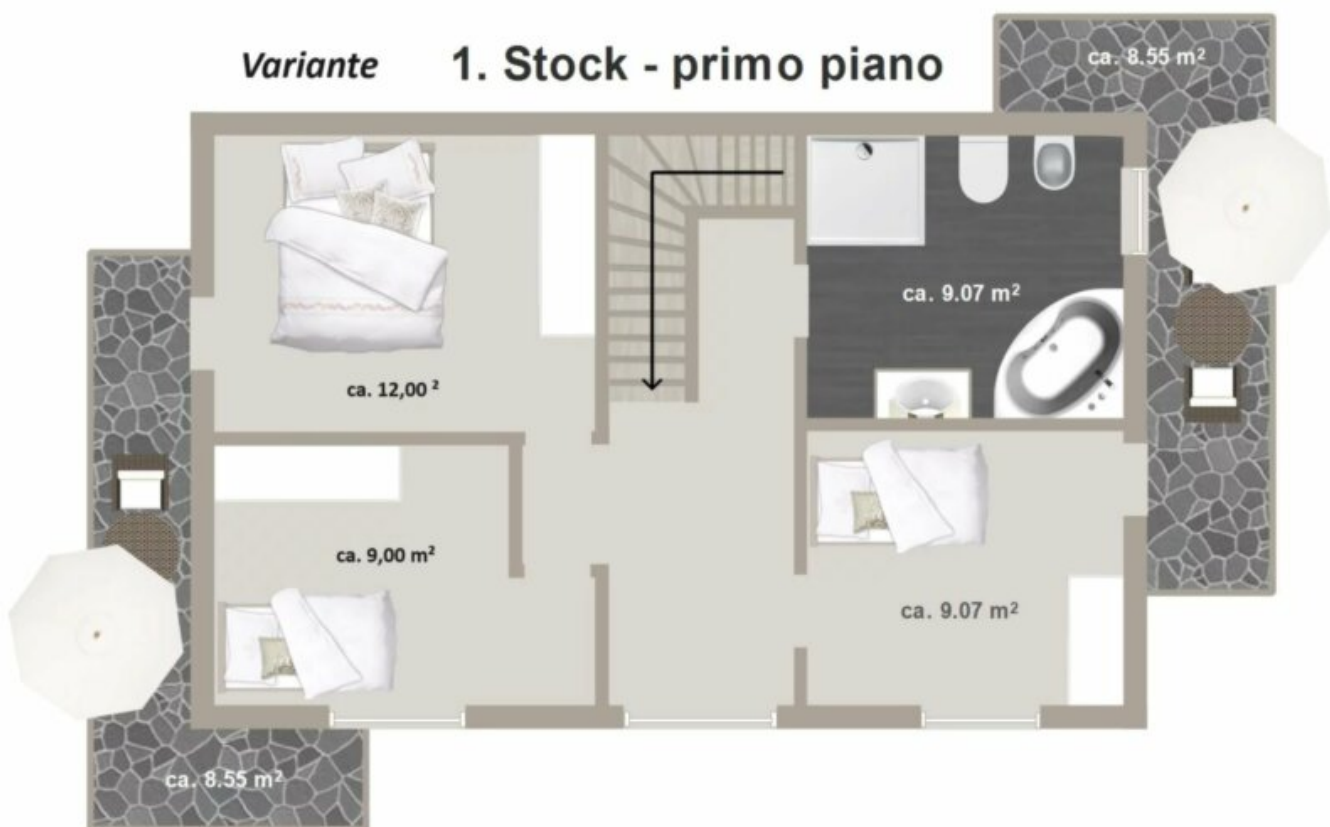 Variante 1. Stock - primo piano
ca. 8.55 m²
ca. 9.07 m²
ca. 12,00 ²
ca. 9,00 m²
ca. 9.07 m²
ca. 8.55 m²